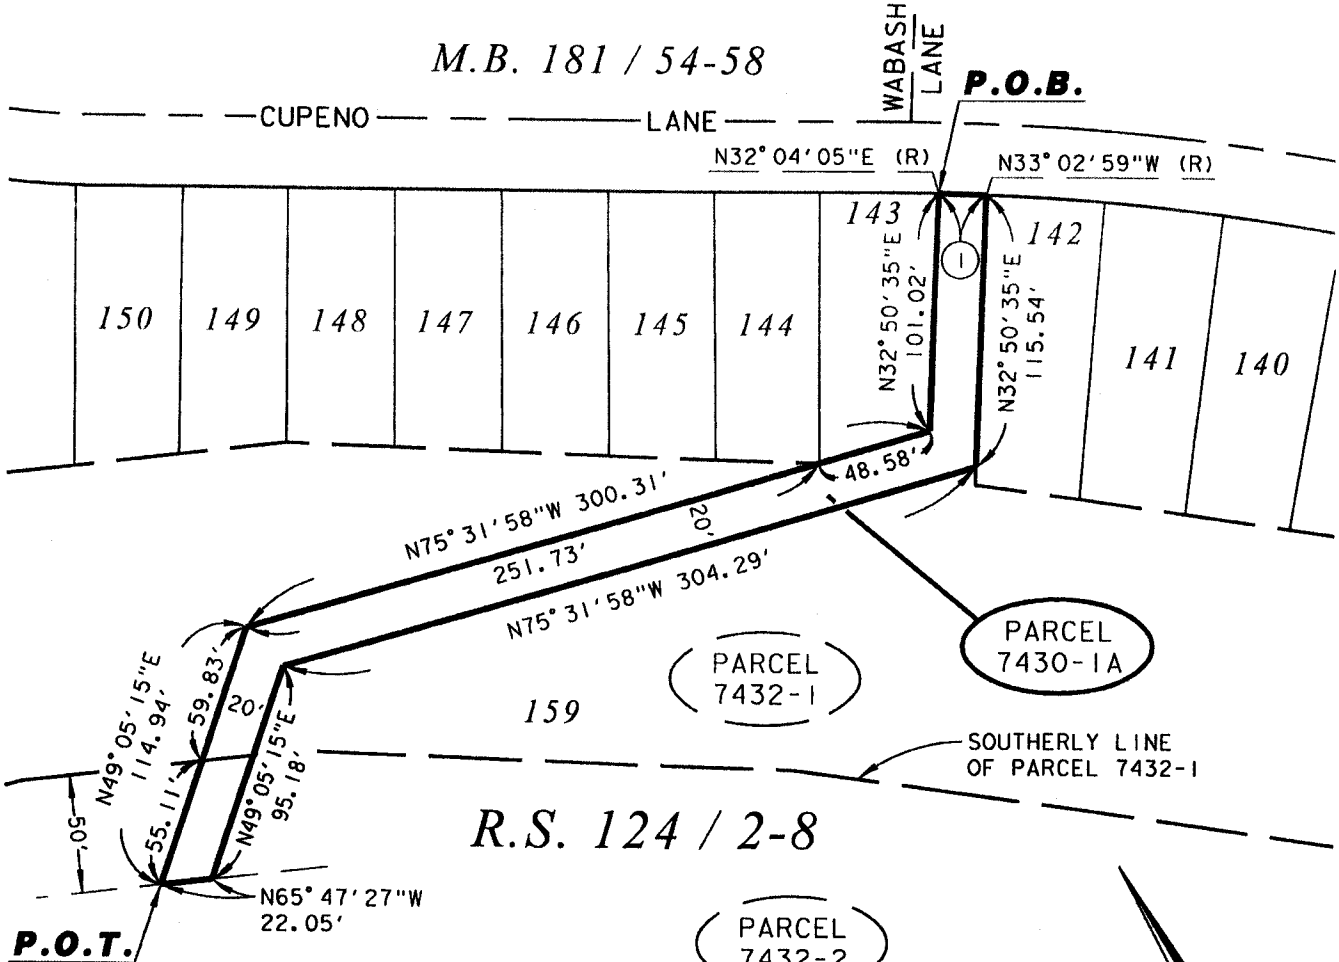 M.B. 181 / 54-58
WABASH
LANE
P.O.B.
CUPENO LANE
N32°04'05"E (R)
N33°02'59"W (R)
150
149
148
147
146
145
144
143
142
141
140
1
N32°50'35"E
101.02'
N32°50'35"E
115.54'
48.58'
N75°31'58"W 300.31'
251.73'
20'
N75°31'58"W 304.29'
PARCEL
7430-1A
PARCEL
7432-1
159
SOUTHERLY LINE
OF PARCEL 7432-1
N49°05'15"E
114.94'
59.83'
20'
55.11'
N49°05'15"E
95.18'
50'
R.S. 124 / 2-8
N65°47'27"W
22.05'
P.O.T.
PARCEL
7432-2